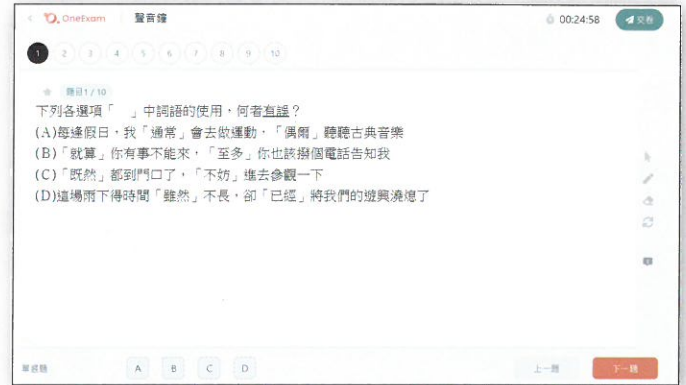 OneExam 聲音鐘 00:24:58 交卷
1 2 3 4 5 6 7 8 9 10
題目1 / 10
下列各選項「 」中詞語的使用，何者有誤？
(A)每逢假日，我「通常」會去做運動，「偶爾」聽聽古典音樂
(B)「就算」你有事不能來，「至多」你也該撥個電話告知我
(C)「既然」都到門口了，「不妨」進去參觀一下
(D)這場雨下得時間「雖然」不長，卻「已經」將我們的遊興澆熄了
單選題 A B C D 上一題 下一題